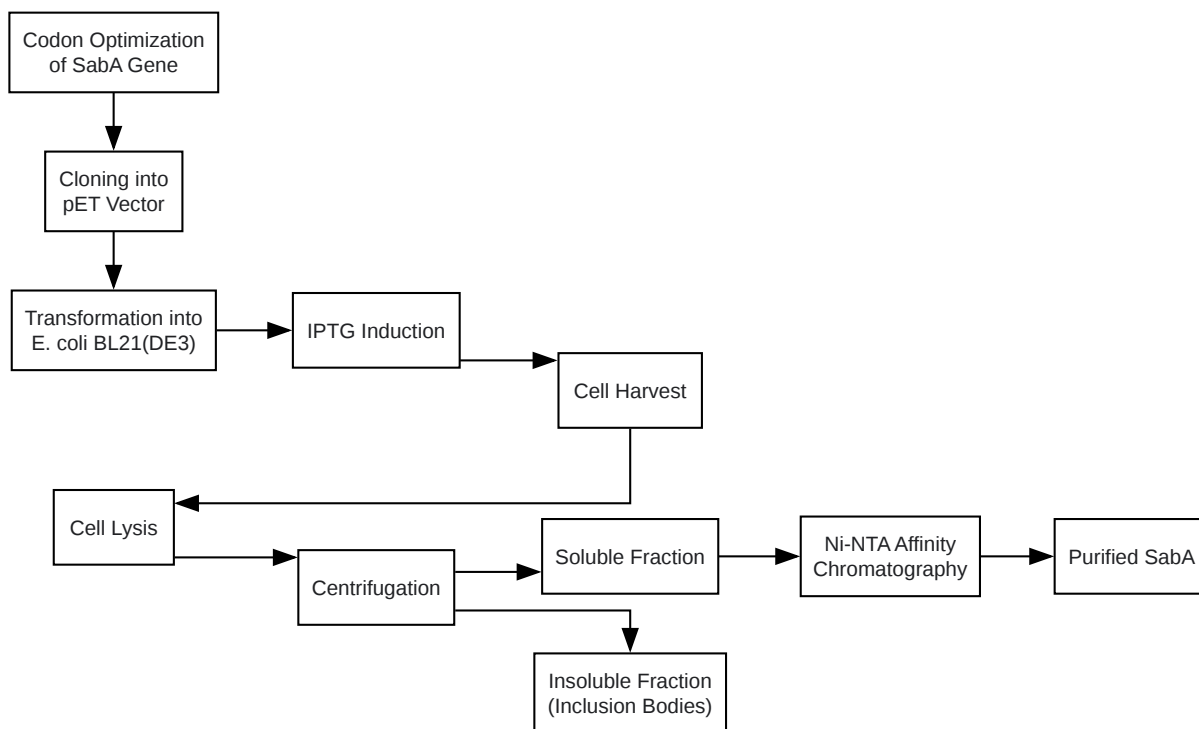 Codon Optimization
of SabA Gene
Cloning into
pET Vector
Transformation into
E. coli BL21(DE3)
IPTG Induction
Cell Harvest
Cell Lysis
Centrifugation
Soluble Fraction
Ni-NTA Affinity
Chromatography
Purified SabA
Insoluble Fraction
(Inclusion Bodies)